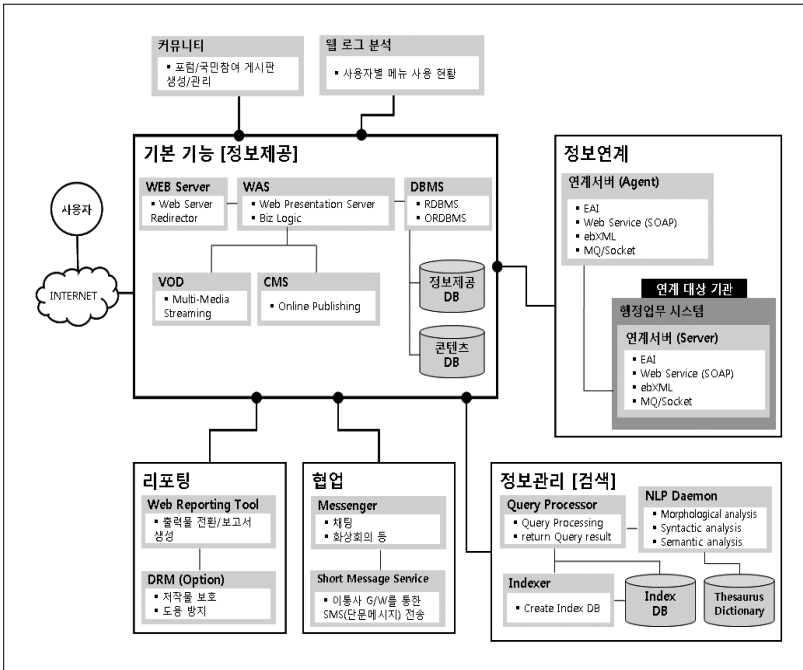 커뮤니티
▪ 포럼/국민참여 게시판
생성/관리
웹 로그 분석
▪ 사용자별 메뉴 사용 현황
기본 기능 [정보제공]
WEB Server
▪ Web Server
Redirector
WAS
▪ Web Presentation Server
▪ Biz Logic
DBMS
▪ RDBMS
▪ ORDBMS
사용자
INTERNET
VOD
▪ Multi-Media
Streaming
CMS
▪ Online Publishing
정보제공
DB
콘텐츠
DB
정보연계
연계서버 (Agent)
▪ EAI
▪ Web Service (SOAP)
▪ ebXML
▪ MQ/Socket
연계 대상 기관
행정업무 시스템
연계서버 (Server)
▪ EAI
▪ Web Service (SOAP)
▪ ebXML
▪ MQ/Socket
리포팅
Web Reporting Tool
▪ 출력물 전환/보고서
생성
DRM (Option)
▪ 저작물 보호
▪ 도용 방지
협업
Messenger
▪ 채팅
▪ 화상회의 등
Short Message Service
▪ 이통사 G/W를 통한
SMS(단문메시지) 전송
정보관리 [검색]
Query Processor
▪ Query Processing
▪ return Query result
NLP Daemon
▪ Morphological analysis
▪ Syntactic analysis
▪ Semantic analysis
Indexer
▪ Create Index DB
Index
DB
Thesaurus
Dictionary